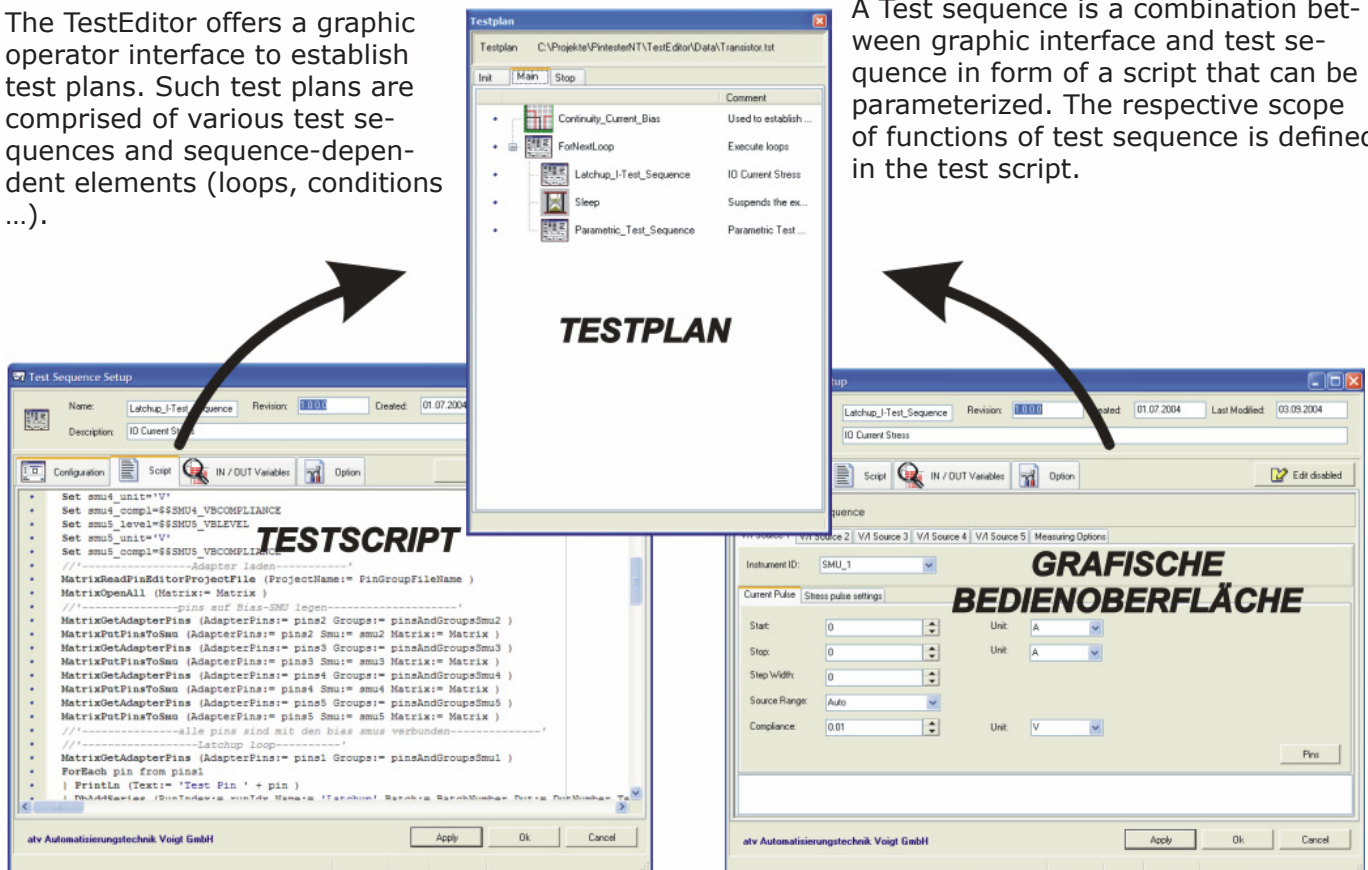 The TestEditor offers a graphic
operator interface to establish
test plans. Such test plans are
comprised of various test se-
quences and sequence-depen-
dent elements (loops, conditions
…).
Testplan
Testplan C:\Projekte\PintesterNT\TestEditor\Data\Transistor.tst
Init Main Stop
Comment
Continuity_Current_Bias Used to establish ...
ForNextLoop Execute loops
Latchup_I-Test_Sequence IO Current Stress
Sleep Suspends the ex...
Parametric_Test_Sequence Parametric Test ...
TESTPLAN
A Test sequence is a combination bet-
ween graphic interface and test se-
quence in form of a script that can be
parameterized. The respective scope
of functions of test sequence is defined
in the test script.
Test Sequence Setup
Name: Latchup_I-Test_Sequence Revision: 1.0.0.0 Created: 01.07.2004
Description: IO Current Stress
Configuration Script IN / OUT Variables Option
Set smu4_unit='V'
Set smu4_compl=$$SMU4_VBCOMPLIANCE
Set smu5_level=$$SMU5_VBLEVEL
Set smu5_unit='V'
Set smu5_compl=$$SMU5_VBCOMPLIANCE
TESTSCRIPT
//'-----------------Adapter laden-----------'
MatrixReadPinEditorProjectFile (ProjectName:= PinGroupFileName )
MatrixOpenAll (Matrix:= Matrix )
//'---------------pins auf Bias-SMU legen--------------------'
MatrixGetAdapterPins (AdapterPins:= pins2 Groups:= pinsAndGroupsSmu2 )
MatrixPutPinsToSmu (AdapterPins:= pins2 Smu:= smu2 Matrix:= Matrix )
MatrixGetAdapterPins (AdapterPins:= pins3 Groups:= pinsAndGroupsSmu3 )
MatrixPutPinsToSmu (AdapterPins:= pins3 Smu:= smu3 Matrix:= Matrix )
MatrixGetAdapterPins (AdapterPins:= pins4 Groups:= pinsAndGroupsSmu4 )
MatrixPutPinsToSmu (AdapterPins:= pins4 Smu:= smu4 Matrix:= Matrix )
MatrixGetAdapterPins (AdapterPins:= pins5 Groups:= pinsAndGroupsSmu5 )
MatrixPutPinsToSmu (AdapterPins:= pins5 Smu:= smu5 Matrix:= Matrix )
//'---------------alle pins sind mit den bias smus verbunden--------------'
//'------------------Latchup loop----------'
MatrixGetAdapterPins (AdapterPins:= pins1 Groups:= pinsAndGroupsSmu1 )
ForEach pin from pins1
| PrintLn (Text:= 'Test Pin ' + pin )
| DbAddSeries (RunIndex:= runIdx Name:= 'Latchup' Batch:= BatchNumber Dut:= DutNumber Te
atv Automatisierungstechnik Voigt GmbH Apply Ok Cancel
tup
Latchup_I-Test_Sequence Revision: 1.0.0.0 Created: 01.07.2004 Last Modified: 03.09.2004
IO Current Stress
Script IN / OUT Variables Option Edit disabled
quence
V/I Source 1 V/I Source 2 V/I Source 3 V/I Source 4 V/I Source 5 Measuring Options
Instrument ID: SMU_1
GRAFISCHE
BEDIENOBERFLÄCHE
Current Pulse Stress pulse settings
Start: 0 Unit: A
Stop: 0 Unit: A
Step Width: 0
Source Range: Auto
Compliance: 0.01 Unit: V
Pins
atv Automatisierungstechnik Voigt GmbH Apply Ok Cancel